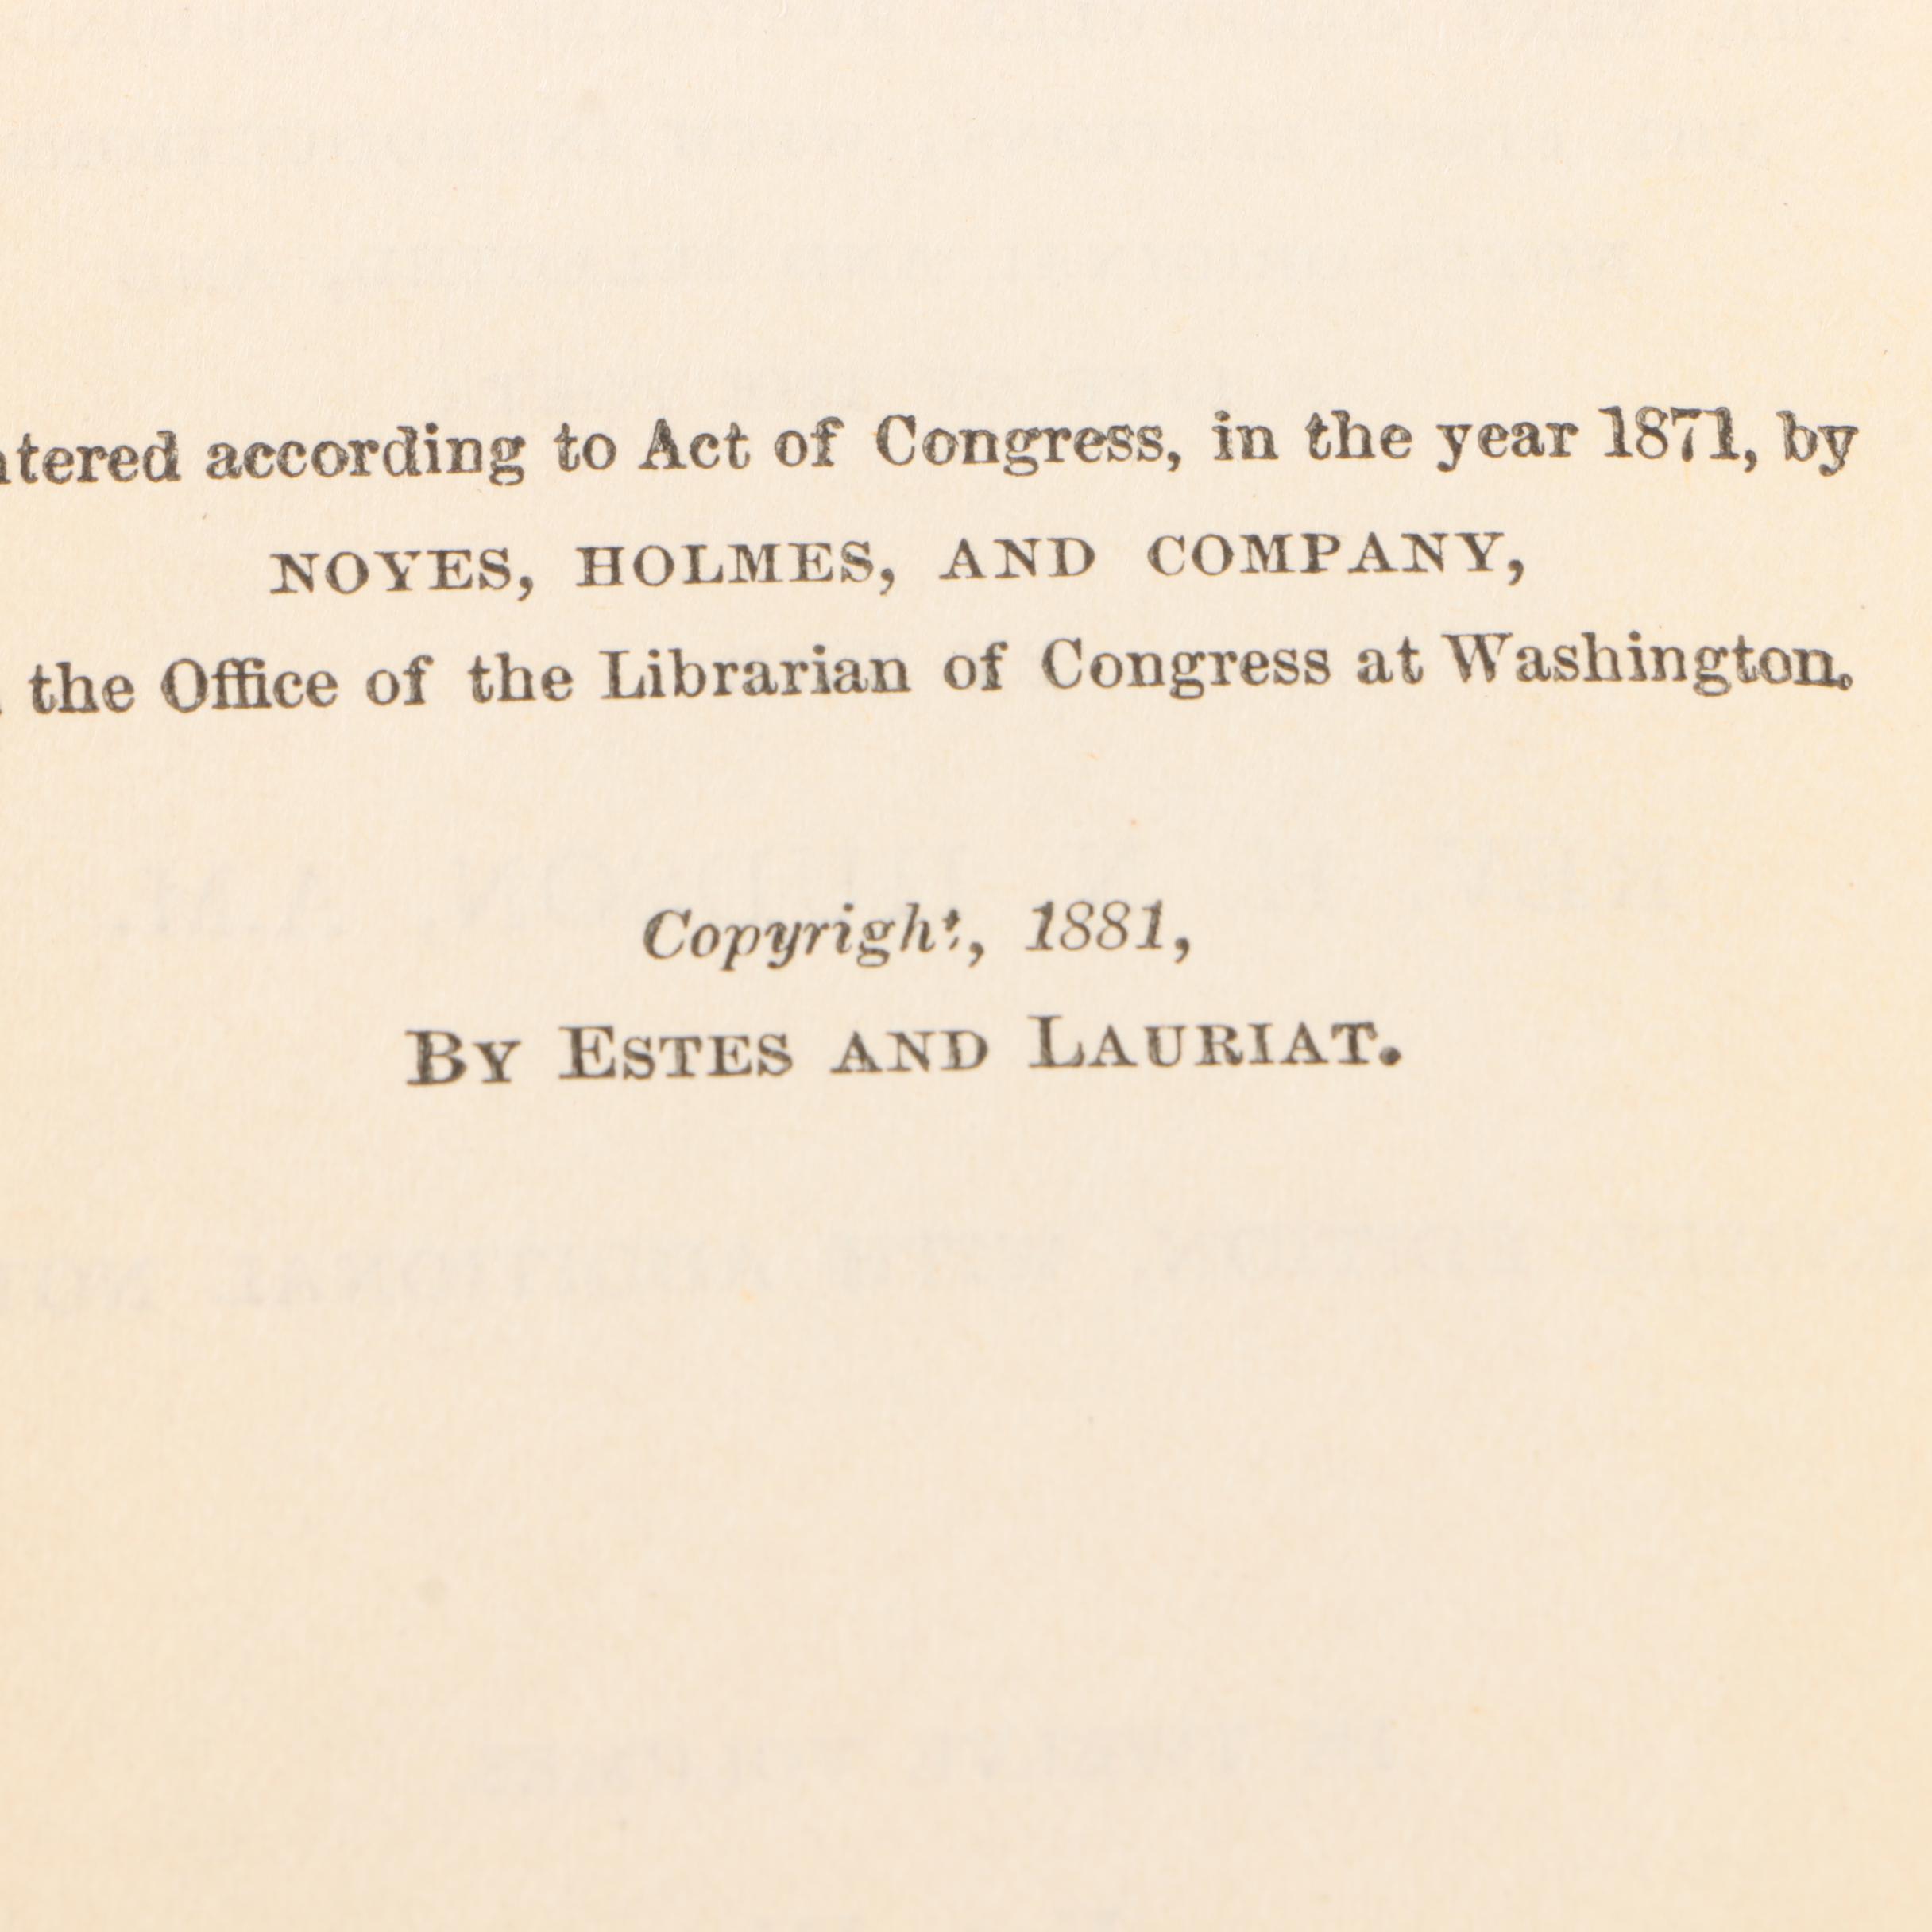 ntered according to Act of Congress, in the year 1871, by
NOYES, HOLMES, AND COMPANY,
the Office of the Librarian of Congress at Washington.
Copyright, 1881,
BY ESTES AND LAURIAT.